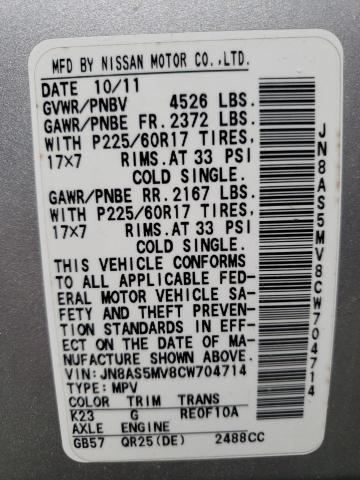 MFD BY NISSAN MOTOR CO.,LTD.
DATE 10/11
GVWR/PNBV 4526 LBS.
GAWR/PNBE FR. 2372 LBS.
WITH P225/60R17 TIRES,
17×7 RIMS.AT 33 PSI
COLD SINGLE.
GAWR/PNBE RR. 2167 LBS.
WITH P225/60R17 TIRES,
17×7 RIMS.AT 33 PSI
COLD SINGLE.
THIS VEHICLE CONFORMS
TO ALL APPLICABLE FED-
ERAL MOTOR VEHICLE SA-
FETY AND THEFT PREVEN-
TION STANDARDS IN EFF-
ECT ON THE DATE OF MA-
NUFACTURE SHOWN ABOVE.
VIN:JN8AS5MV8CW704714
TYPE:MPV
COLOR TRIM TRANS
K23 G RE0F10A
AXLE ENGINE
GB57 QR25(DE) 2488CC
JN8AS5MV8CW704714